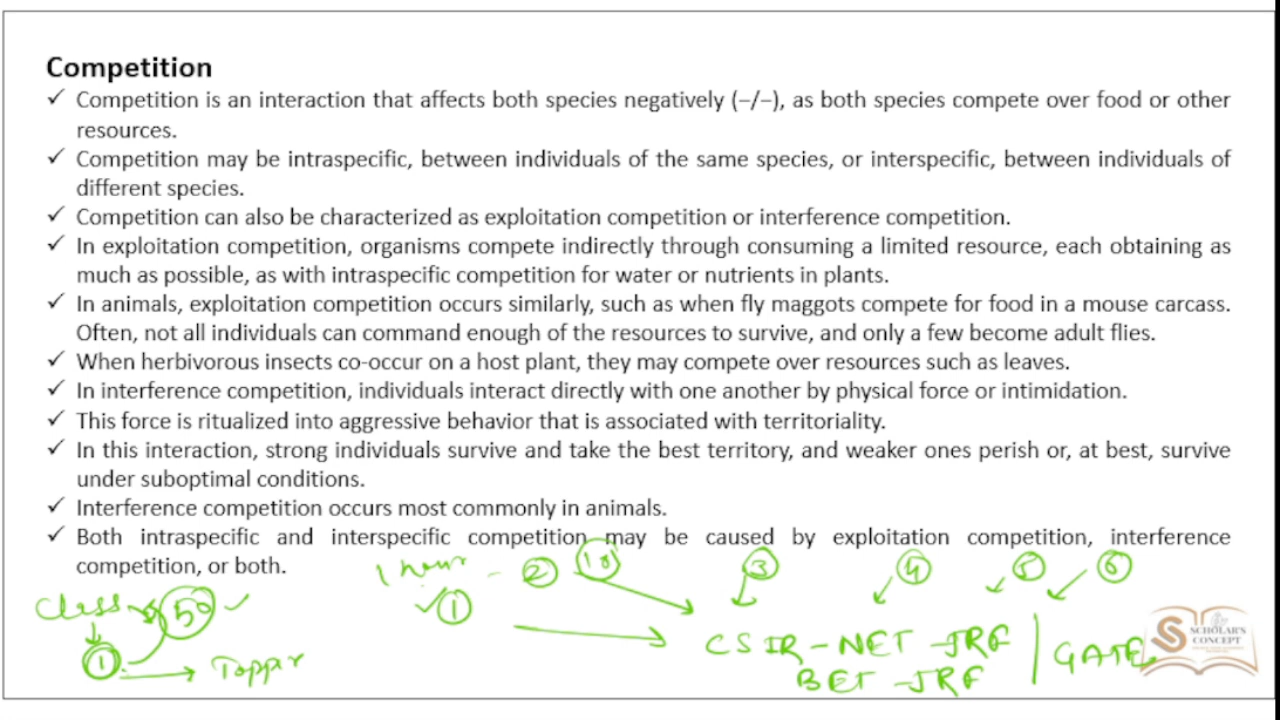 Competition
✓ Competition is an interaction that affects both species negatively (–/–), as both species compete over food or other
resources.
✓ Competition may be intraspecific, between individuals of the same species, or interspecific, between individuals of
different species.
✓ Competition can also be characterized as exploitation competition or interference competition.
✓ In exploitation competition, organisms compete indirectly through consuming a limited resource, each obtaining as
much as possible, as with intraspecific competition for water or nutrients in plants.
✓ In animals, exploitation competition occurs similarly, such as when fly maggots compete for food in a mouse carcass.
Often, not all individuals can command enough of the resources to survive, and only a few become adult flies.
✓ When herbivorous insects co-occur on a host plant, they may compete over resources such as leaves.
✓ In interference competition, individuals interact directly with one another by physical force or intimidation.
✓ This force is ritualized into aggressive behavior that is associated with territoriality.
✓ In this interaction, strong individuals survive and take the best territory, and weaker ones perish or, at best, survive
under suboptimal conditions.
✓ Interference competition occurs most commonly in animals.
✓ Both intraspecific and interspecific competition may be caused by exploitation competition, interference
competition, or both.
1 hour – 2 10 3 4 5 6
Class 50 ✓ ✓ 1
CSIR-NET-JRF | GATE
1 → Topper
BET-JRF
SCHOLAR'S
CONCEPT